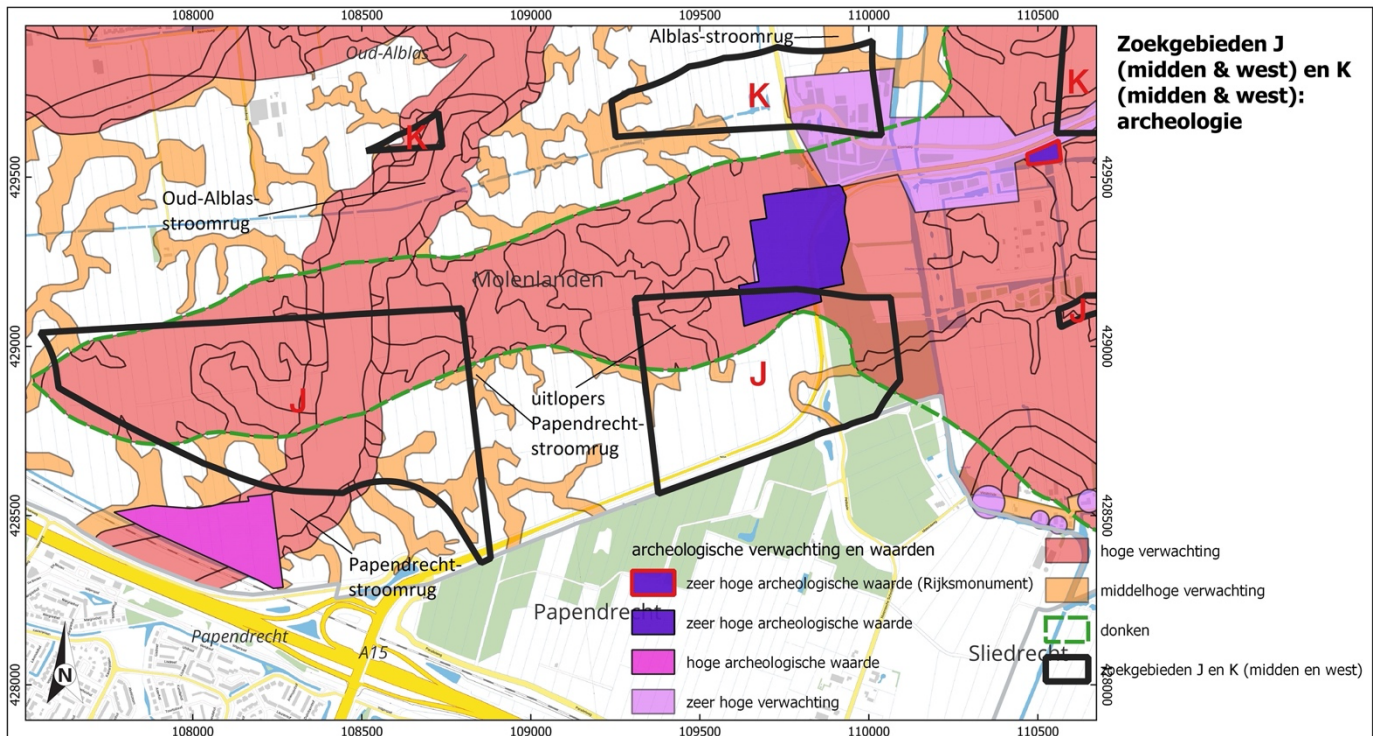 108000
108500
109000
109500
110000
110500
Zoekgebieden J
(midden & west) en K
(midden & west):
archeologie
Oud-Alblas
Alblas-stroomrug
K
K
K
429500
429500
Oud-Alblas-
stroomrug
Molenlanden
429000
429000
J
J
J
uitlopers
Papendrecht-
stroomrug
428500
428500
Papendrecht-
stroomrug
Papendrecht
A15
N
Papendrecht
Sliedrecht
428000
428000
archeologische verwachting en waarden
zeer hoge archeologische waarde (Rijksmonument)
zeer hoge archeologische waarde
hoge archeologische waarde
zeer hoge verwachting
hoge verwachting
middelhoge verwachting
donken
zoekgebieden J en K (midden en west)
108000
108500
109000
109500
110000
110500